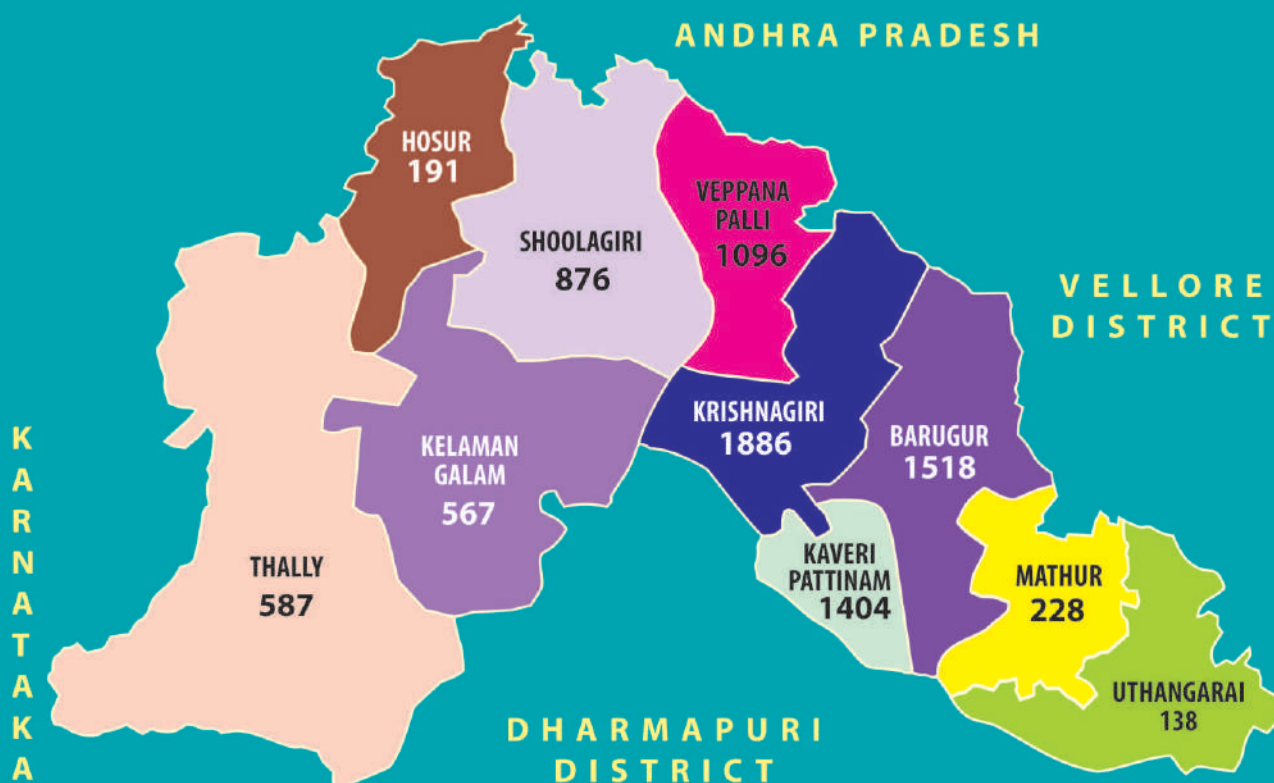 ANDHRA PRADESH
HOSUR
191
SHOOLAGIRI
876
VEPPANA
PALLI
1096
VELLORE
DISTRICT
KRISHNAGIRI
1886
BARUGUR
1518
KELAMAN
GALAM
567
KARNATAKA
THALLY
587
KAVERI
PATTINAM
1404
MATHUR
228
UTHANGARAI
138
DHARMAPURI
DISTRICT